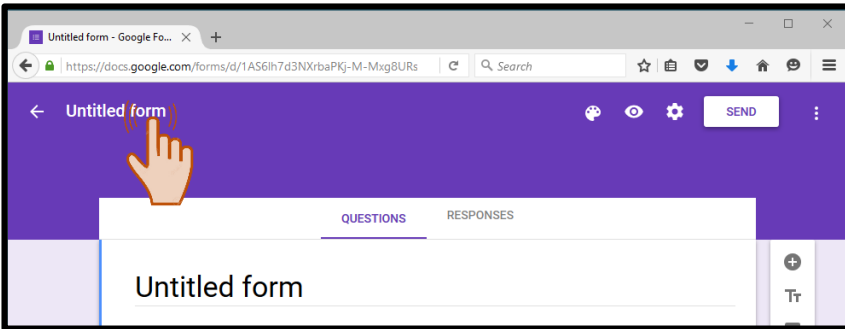 Untitled form - Google Fo...
https://docs.google.com/forms/d/1AS6lh7d3NXrbaPKj-M-Mxg8URs
Search
Untitled form
SEND
QUESTIONS RESPONSES
Untitled form
Tт